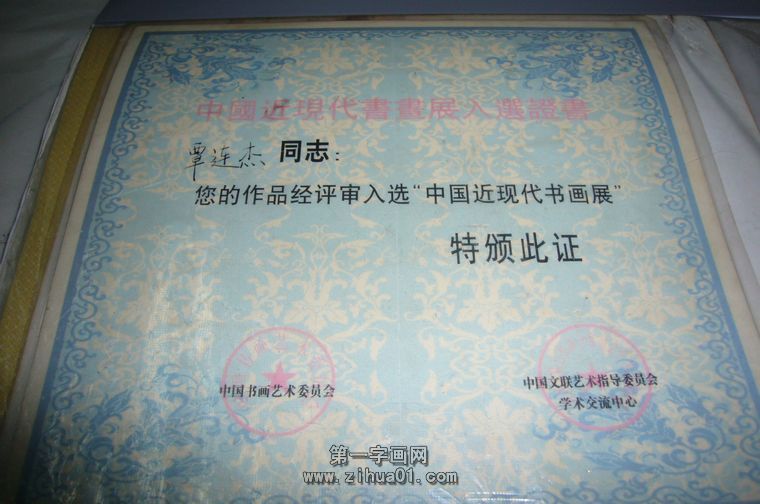 中國近現代書畫展入選證書
覃连杰 同志：
您的作品经评审入选“中国近现代书画展”
特颁此证
中国书画艺术委员会
中国文联艺术指导委员会
学术交流中心
第一字画网
www.zihua01.com